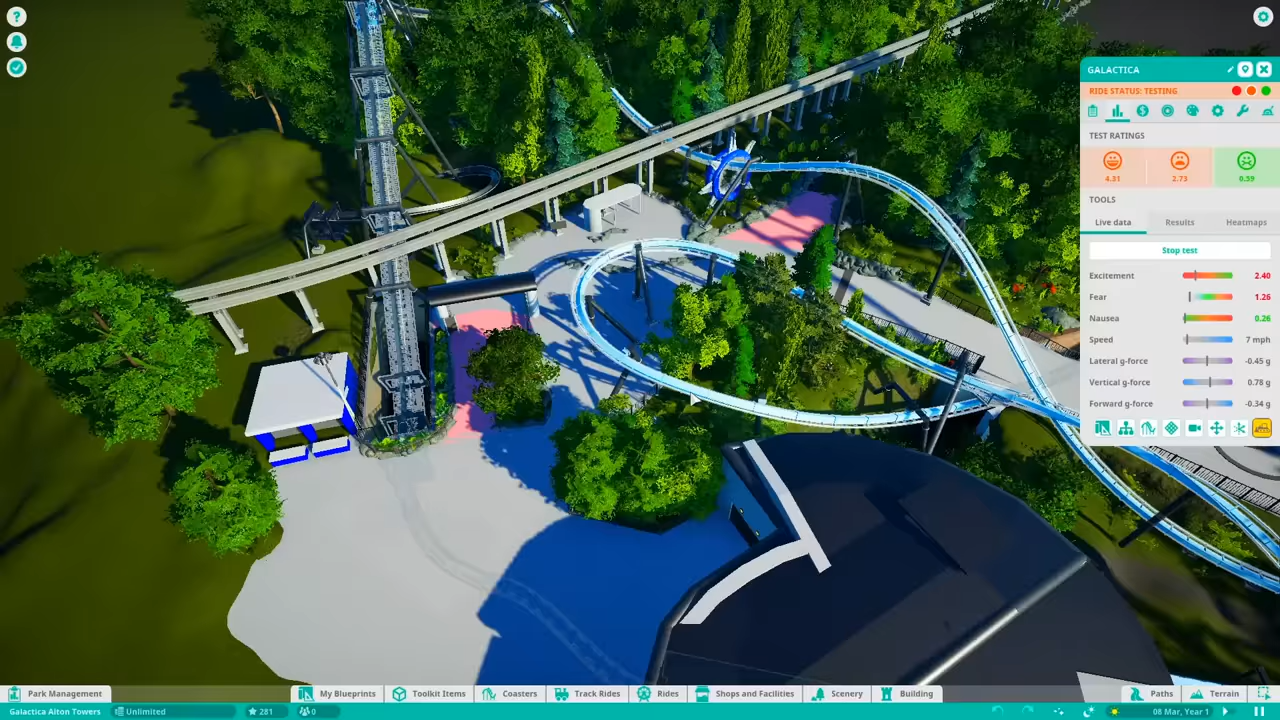 GALACTICA
RIDE STATUS: TESTING
TEST RATINGS
4.31 2.73 0.59
TOOLS
Live data Results Heatmaps
Stop test
Excitement 2.40
Fear 1.26
Nausea 0.26
Speed 7 mph
Lateral g-force -0.45 g
Vertical g-force 0.78 g
Forward g-force -0.34 g
Park Management My Blueprints Toolkit Items Coasters Track Rides Rides Shops and Facilities Scenery Building Paths Terrain
Galactica Alton Towers Unlimited 281 0 08 Mar, Year 1